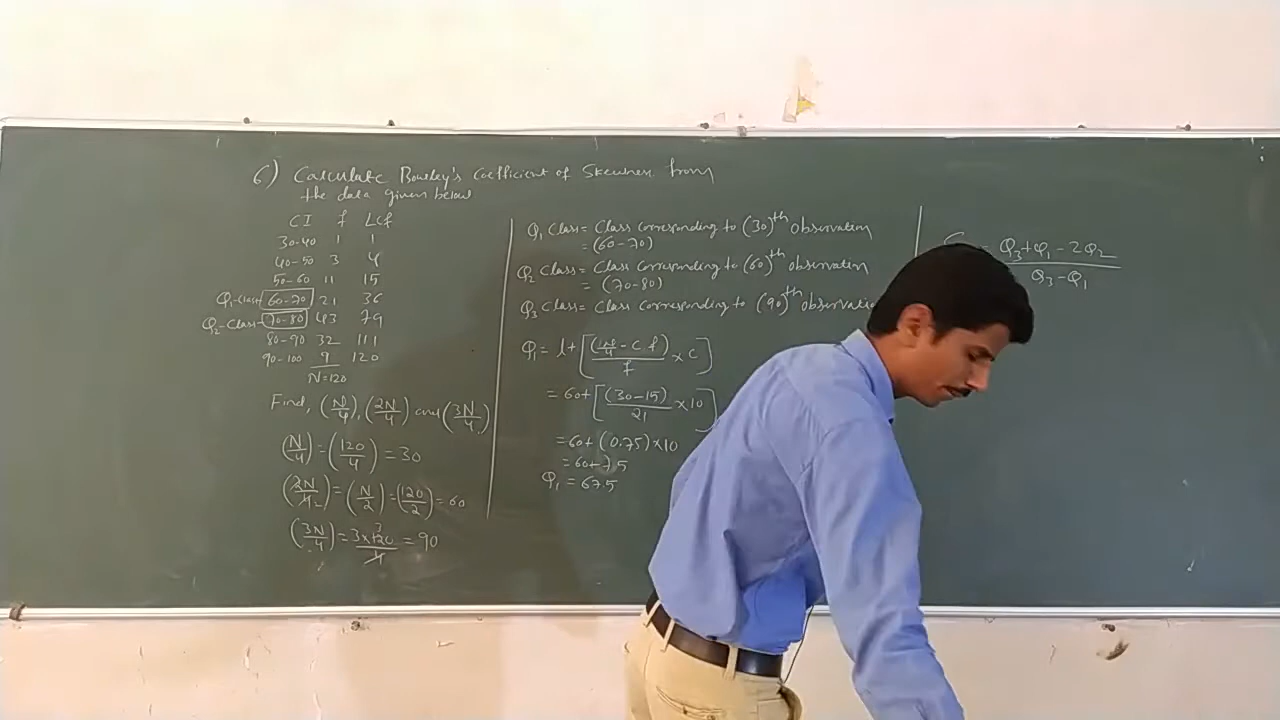 6) Calculate Bowley's Coefficient of Skewness from
the data given below
CI f Lcf
30-40 1 1
40-50 3 4
50-60 11 15
Q1-Class 60-70 21 36
Q2-Class 70-80 43 79
80-90 32 111
90-100 9 120
N=120
Find, (N/4), (2N/4) and (3N/4)
(N/4) = (120/4) = 30
(2N/4) = (N/2) = (120/2) = 60
(3N/4) = 3x120/4 = 90
Q1 Class = Class corresponding to (30)th observation
= (60-70)
Q2 Class = Class corresponding to (60)th observation
= (70-80)
Q3 Class = Class corresponding to (90)th observation
Q1 = l+[(N/4 - cf)/f x c]
= 60+[(30-15)/21 x10]
= 60+(0.75)x10
= 60+7.5
Q1 = 67.5
= Q3+Q1-2Q2 / Q3-Q1